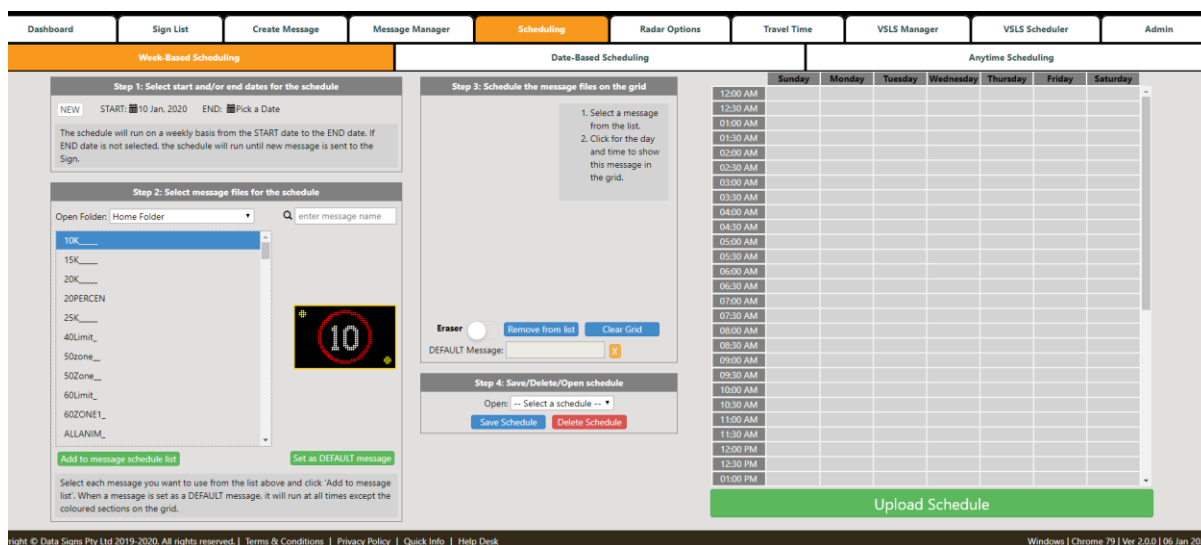 Dashboard
Sign List
Create Message
Message Manager
Scheduling
Radar Options
Travel Time
VSLS Manager
VSLS Scheduler
Admin
Week-Based Scheduling
Date-Based Scheduling
Anytime Scheduling
Step 1: Select start and/or end dates for the schedule
NEW START: 10 Jan, 2020 END: Pick a Date
The schedule will run on a weekly basis from the START date to the END date. If
END date is not selected, the schedule will run until new message is sent to the
Sign.
Step 2: Select message files for the schedule
Open Folder: Home Folder
enter message name
10K____
15K____
20K____
20PERCEN
25K____
40Limit_
50zone__
50Zone__
60Limit_
60ZONE1_
ALLANIM_
10
Add to message schedule list
Set as DEFAULT message
Select each message you want to use from the list above and click 'Add to message
list'. When a message is set as a DEFAULT message, it will run at all times except the
coloured sections on the grid.
Step 3: Schedule the message files on the grid
1. Select a message
from the list.
2. Click for the day
and time to show
this message in
the grid.
Eraser
Remove from list
Clear Grid
DEFAULT Message:
X
Step 4: Save/Delete/Open schedule
Open: -- Select a schedule --
Save Schedule
Delete Schedule
Sunday Monday Tuesday Wednesday Thursday Friday Saturday
12:00 AM
12:30 AM
01:00 AM
01:30 AM
02:00 AM
02:30 AM
03:00 AM
03:30 AM
04:00 AM
04:30 AM
05:00 AM
05:30 AM
06:00 AM
06:30 AM
07:00 AM
07:30 AM
08:00 AM
08:30 AM
09:00 AM
09:30 AM
10:00 AM
10:30 AM
11:00 AM
11:30 AM
12:00 PM
12:30 PM
01:00 PM
Upload Schedule
right © Data Signs Pty Ltd 2019-2020. All rights reserved. | Terms & Conditions | Privacy Policy | Quick Info | Help Desk
Windows | Chrome 79 | Ver 2.0.0 | 06 Jan 20